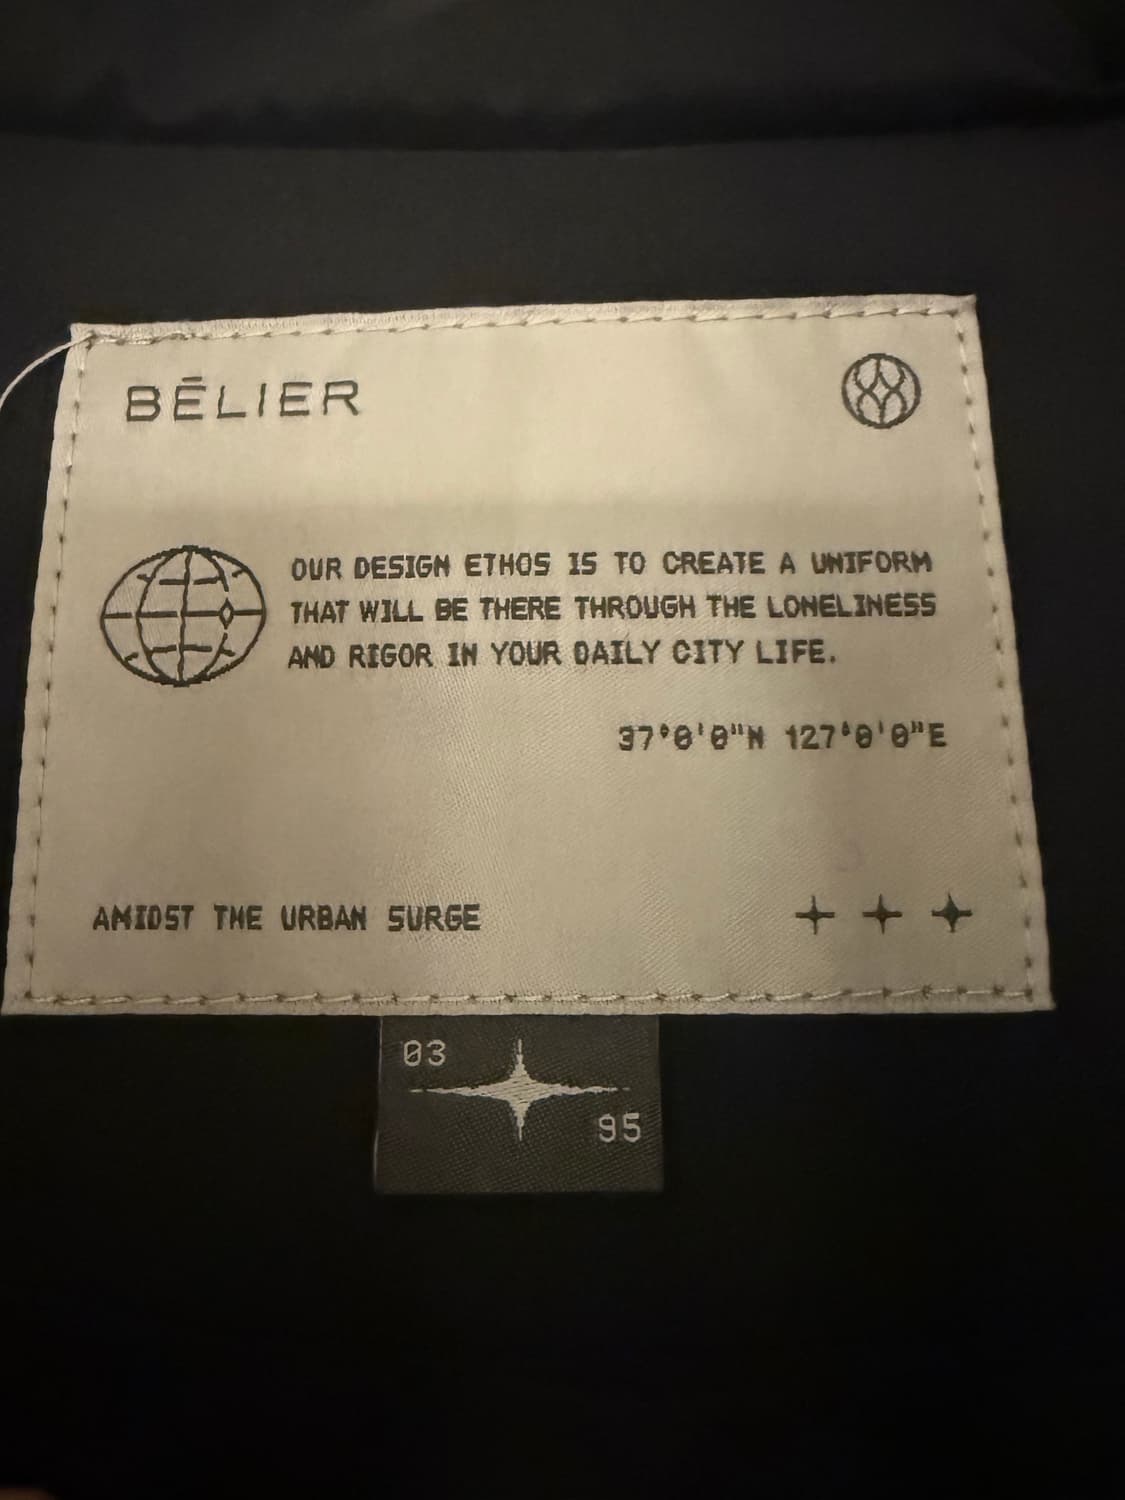 BĒLIER
OUR DESIGN ETHOS IS TO CREATE A UNIFORM
THAT WILL BE THERE THROUGH THE LONELINESS
AND RIGOR IN YOUR DAILY CITY LIFE.
37°0'0"N 127°0'0"E
AMIDST THE URBAN SURGE
03
95